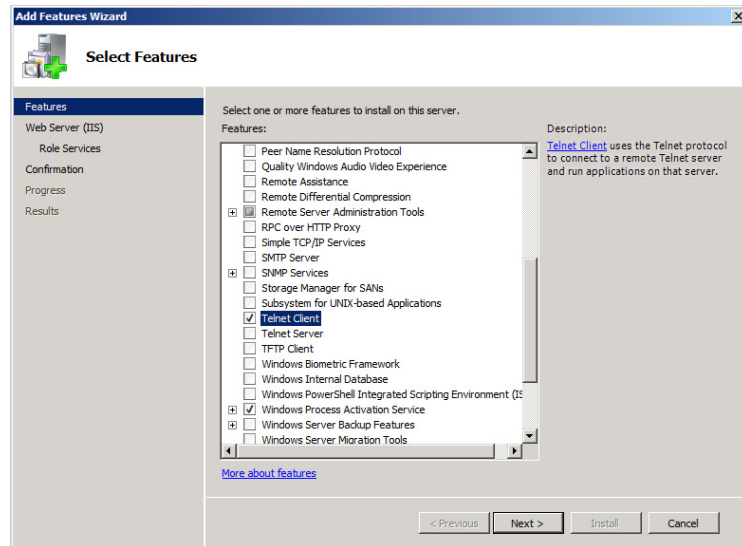 Add Features Wizard
Select Features
Features
Web Server (IIS)
Role Services
Confirmation
Progress
Results
Select one or more features to install on this server.
Features:
Peer Name Resolution Protocol
Quality Windows Audio Video Experience
Remote Assistance
Remote Differential Compression
Remote Server Administration Tools
RPC over HTTP Proxy
Simple TCP/IP Services
SMTP Server
SNMP Services
Storage Manager for SANs
Subsystem for UNIX-based Applications
Telnet Client
Telnet Server
TFTP Client
Windows Biometric Framework
Windows Internal Database
Windows PowerShell Integrated Scripting Environment (IS
Windows Process Activation Service
Windows Server Backup Features
Windows Server Migration Tools
More about features
Description:
Telnet Client uses the Telnet protocol
to connect to a remote Telnet server
and run applications on that server.
< Previous
Next >
Install
Cancel